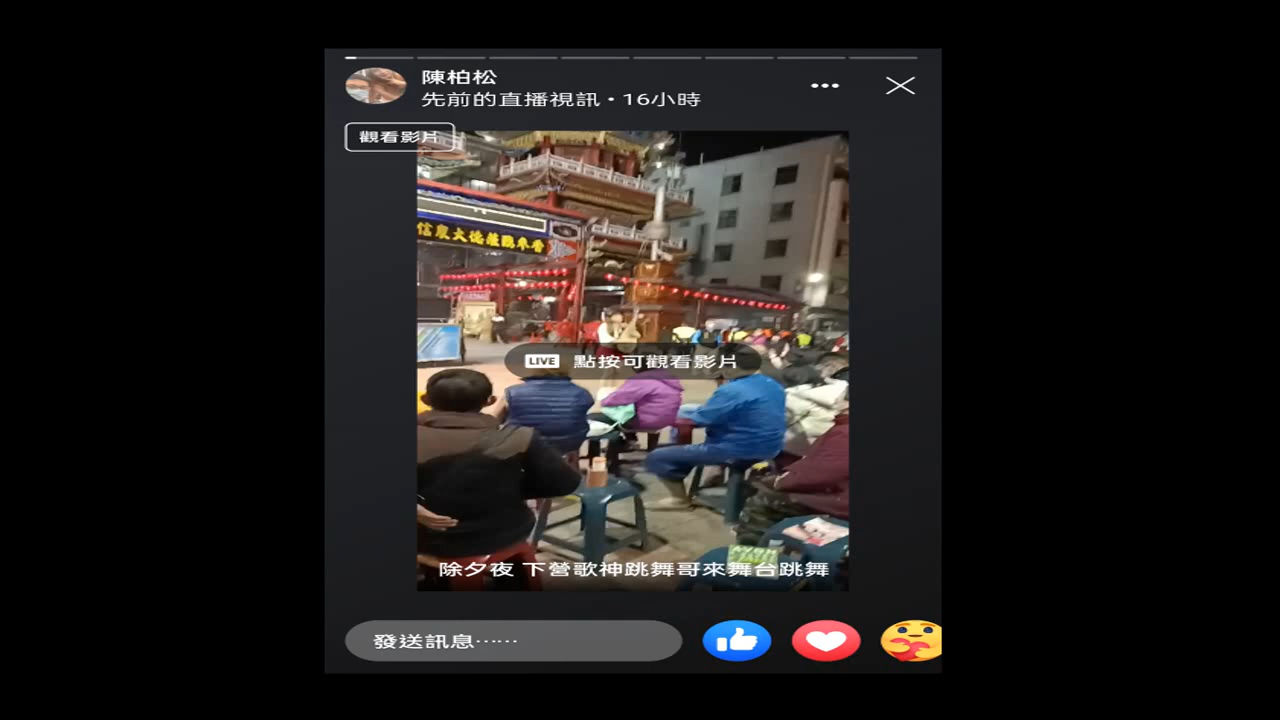 陳柏松
先前的直播視訊・16小時
觀看影片
LIVE 點按可觀看影片
除夕夜 下營歌神跳舞哥來舞台跳舞
發送訊息……